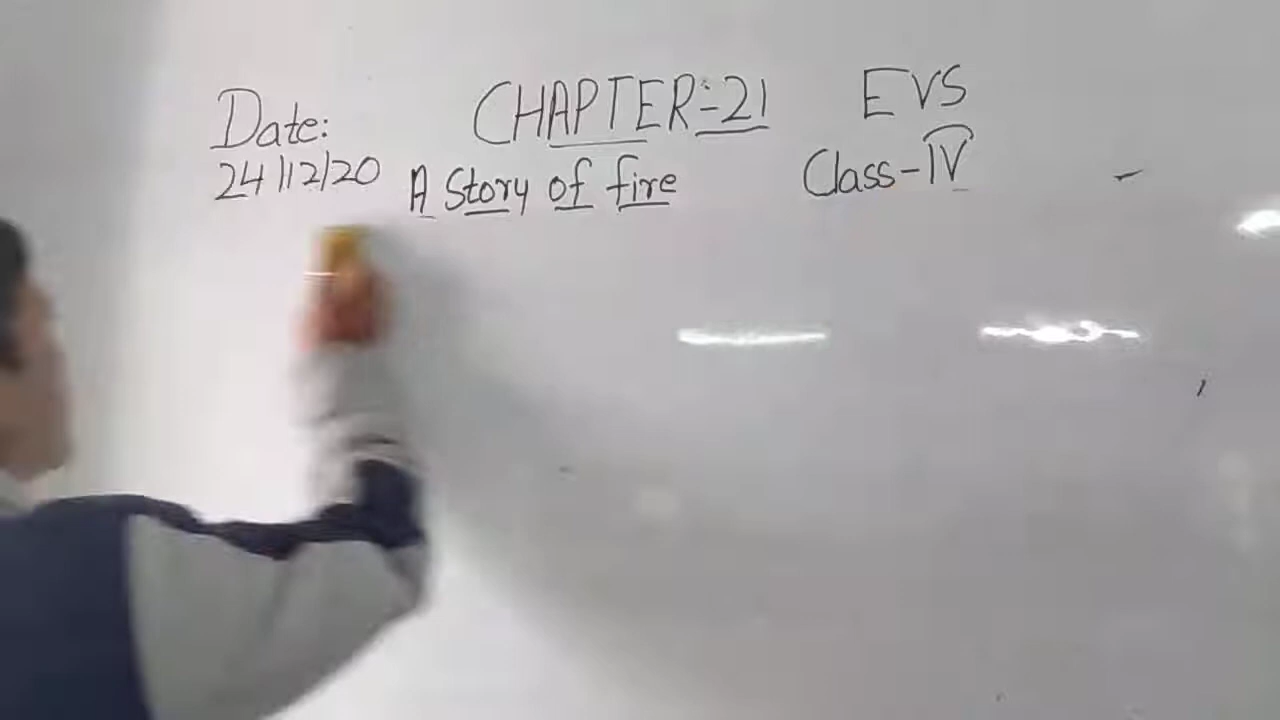 Date: CHAPTER:-21 EVS
24/12/20 A Story of fire Class-IV